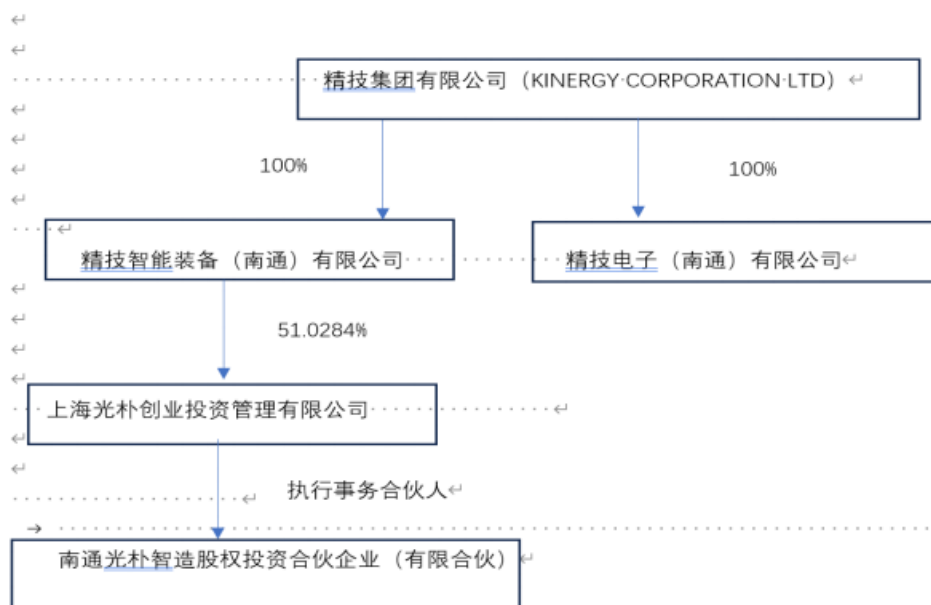 精技集团有限公司（KINERGY CORPORATION LTD）
100%
100%
精技智能装备（南通）有限公司
精技电子（南通）有限公司
51.0284%
上海光朴创业投资管理有限公司
执行事务合伙人
南通光朴智造股权投资合伙企业（有限合伙）